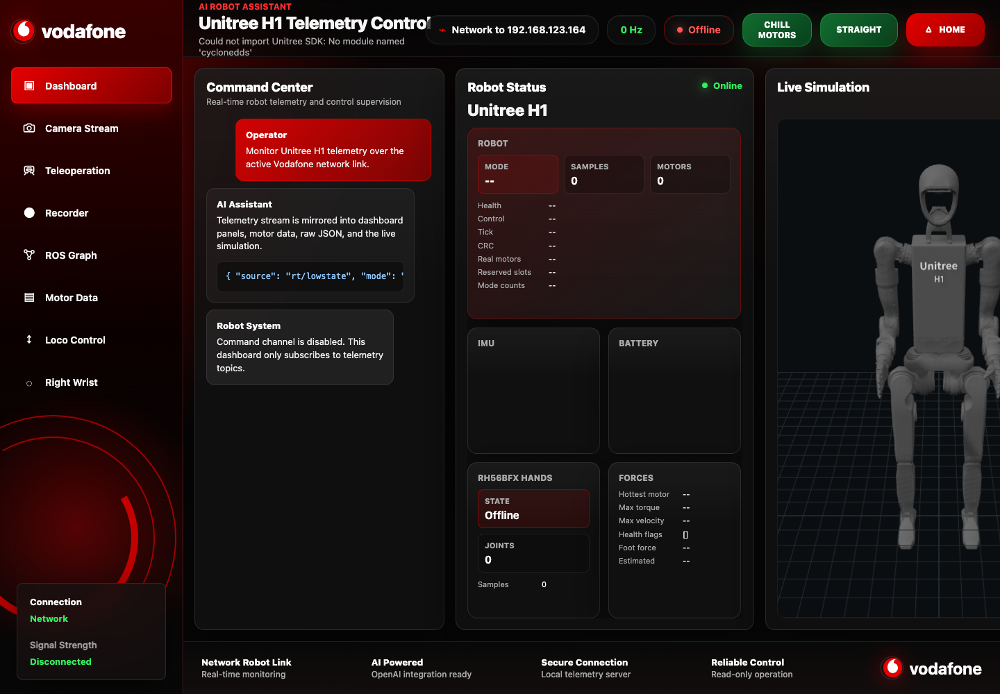 vodafone
Dashboard
Camera Stream
Teleoperation
Recorder
ROS Graph
Motor Data
Loco Control
Right Wrist
Connection
Network
Signal Strength
Disconnected
AI ROBOT ASSISTANT
Unitree H1 Telemetry Control
Could not import Unitree SDK: No module named
'cyclonedds'
Network to 192.168.123.164
0 Hz
Offline
CHILL
MOTORS
STRAIGHT
HOME
Command Center
Real-time robot telemetry and control supervision
Operator
Monitor Unitree H1 telemetry over the
active Vodafone network link.
AI Assistant
Telemetry stream is mirrored into dashboard
panels, motor data, raw JSON, and the live
simulation.
{ "source": "rt/lowstate", "mode": "
Robot System
Command channel is disabled. This
dashboard only subscribes to telemetry
topics.
Robot Status
Online
Unitree H1
ROBOT
MODE
--
SAMPLES
0
MOTORS
0
Health --
Control --
Tick --
CRC --
Real motors --
Reserved slots --
Mode counts --
IMU
BATTERY
RH56BFX HANDS
STATE
Offline
JOINTS
0
Samples 0
FORCES
Hottest motor --
Max torque --
Max velocity --
Health flags []
Foot force --
Estimated --
Live Simulation
Unitree
H1
Network Robot Link
Real-time monitoring
AI Powered
OpenAI integration ready
Secure Connection
Local telemetry server
Reliable Control
Read-only operation
vodafone